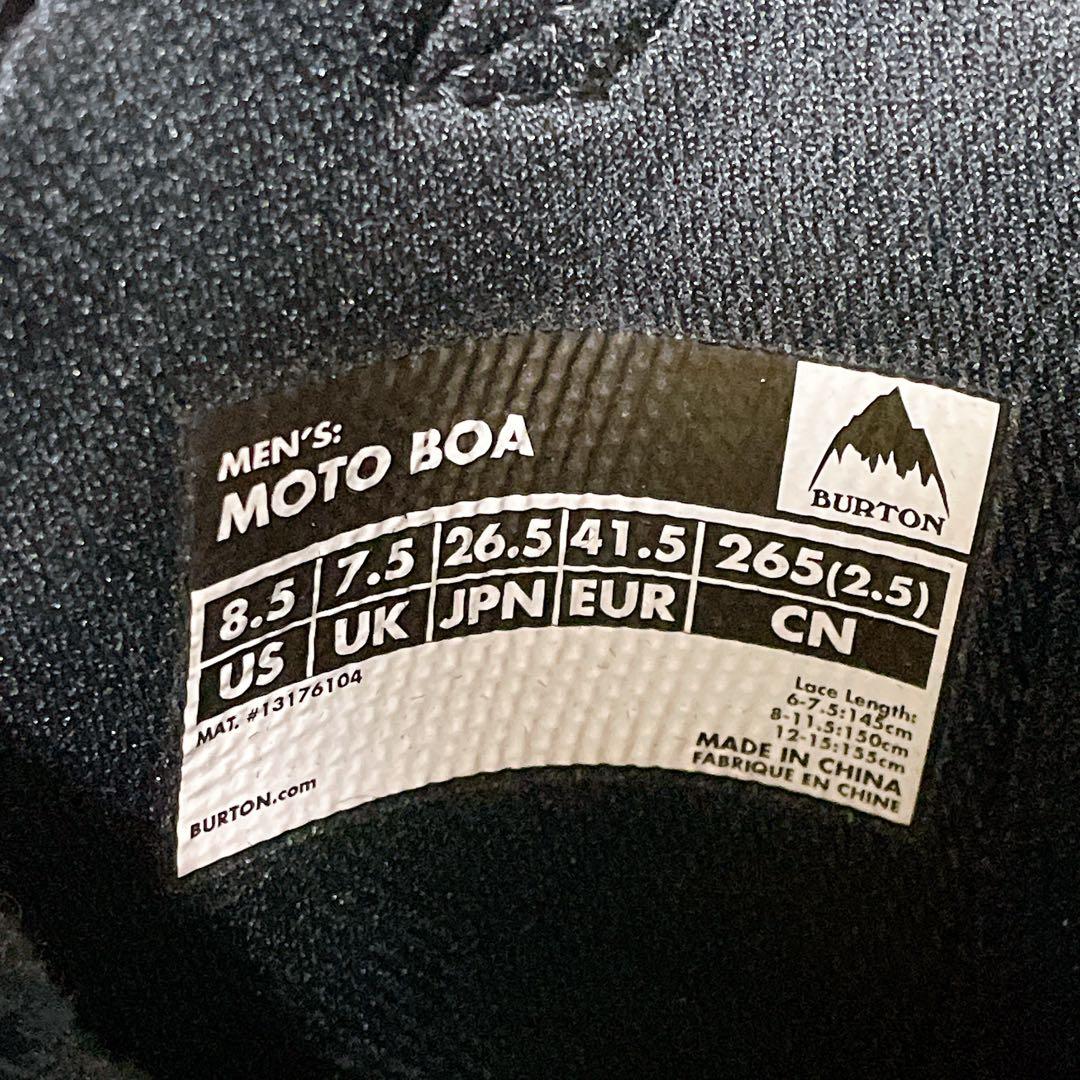 MEN'S:
MOTO BOA
BURTON
8.5 7.5 26.5 41.5 265(2.5)
US UK JPN EUR CN
MAT. #13176104
Lace Length:
6-7.5:145cm
8-11.5:150cm
12-15:155cm
MADE IN CHINA
FABRIQUE EN CHINE
BURTON.com